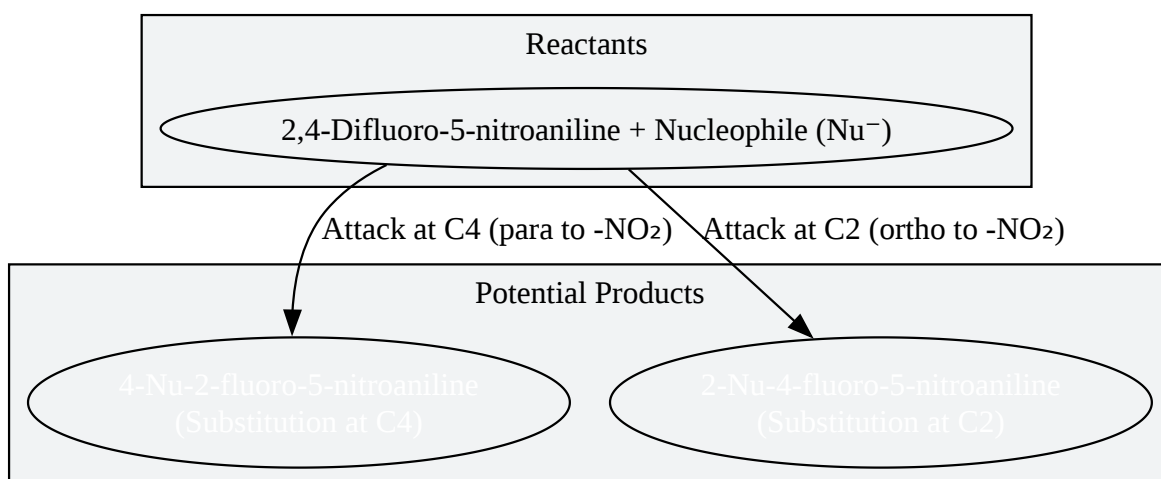 Reactants
2,4-Difluoro-5-nitroaniline + Nucleophile (Nu⁻)
Attack at C4 (para to -NO₂)
Attack at C2 (ortho to -NO₂)
Potential Products
4-Nu-2-fluoro-5-nitroaniline
(Substitution at C4)
2-Nu-4-fluoro-5-nitroaniline
(Substitution at C2)